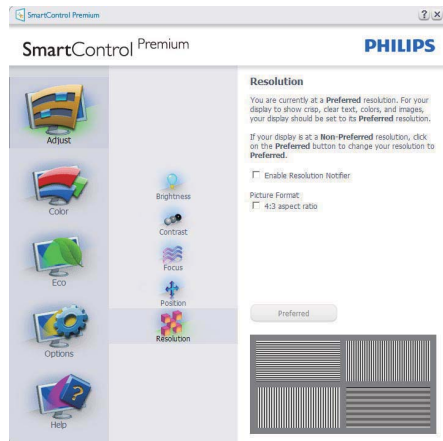 SmartControl Premium
SmartControl Premium
PHILIPS
Adjust
Color
Eco
Options
Help
Brightness
Contrast
Focus
Position
Resolution
Resolution
You are currently at a Preferred resolution. For your
display to show crisp, clear text, colors, and images,
your display should be set to its Preferred resolution.
If your display is at a Non-Preferred resolution, click
on the Preferred button to change your resolution to
Preferred.
Enable Resolution Notifier
Picture Format
4:3 aspect ratio
Preferred